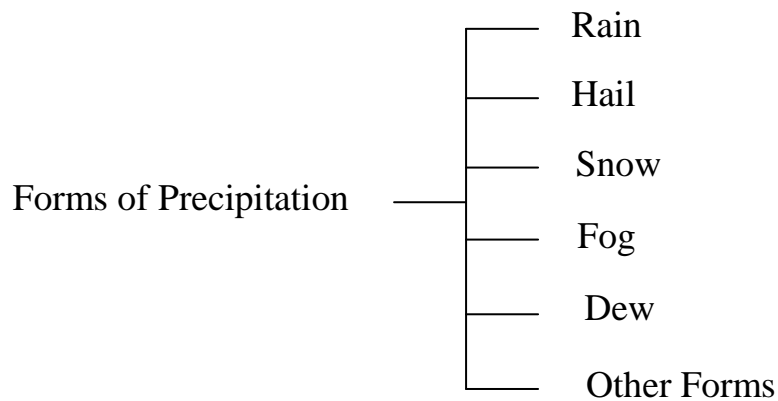 Rain
Hail
Snow
Forms of Precipitation
Fog
Dew
Other Forms